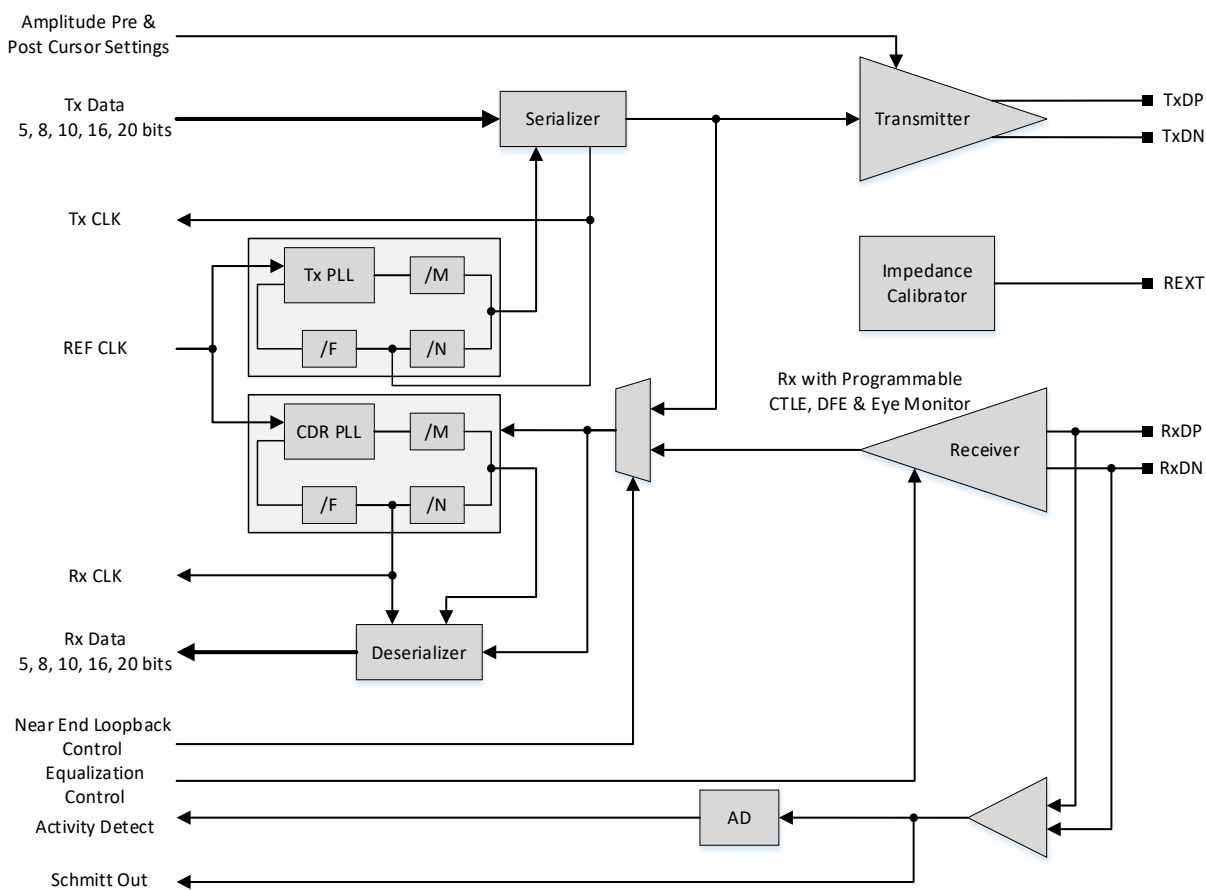 Amplitude Pre &
Post Cursor Settings
Tx Data
5, 8, 10, 16, 20 bits
Serializer
Transmitter
TxDP
TxDN
Tx CLK
Tx PLL
/M
/F
/N
REF CLK
Impedance
Calibrator
REXT
Rx with Programmable
CTLE, DFE & Eye Monitor
CDR PLL
/M
/F
/N
Receiver
RxDP
RxDN
Rx CLK
Rx Data
5, 8, 10, 16, 20 bits
Deserializer
Near End Loopback
Control
Equalization
Control
Activity Detect
AD
Schmitt Out